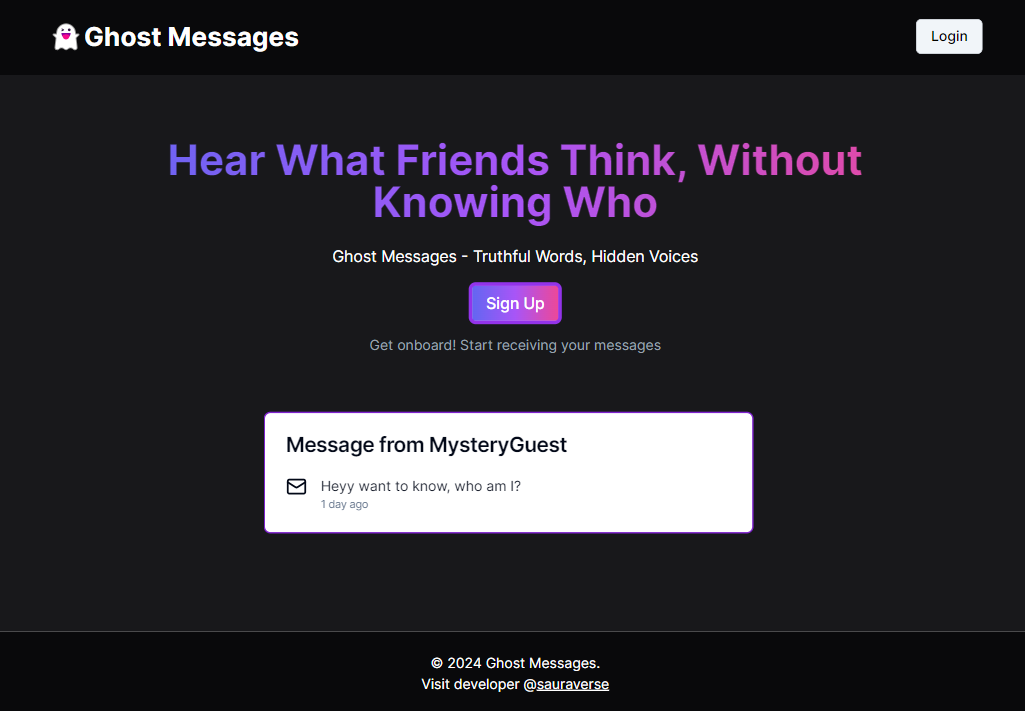 Ghost Messages
Login
Hear What Friends Think, Without
Knowing Who
Ghost Messages - Truthful Words, Hidden Voices
Sign Up
Get onboard! Start receiving your messages
Message from MysteryGuest
Heyy want to know, who am I?
1 day ago
© 2024 Ghost Messages.
Visit developer @sauraverse